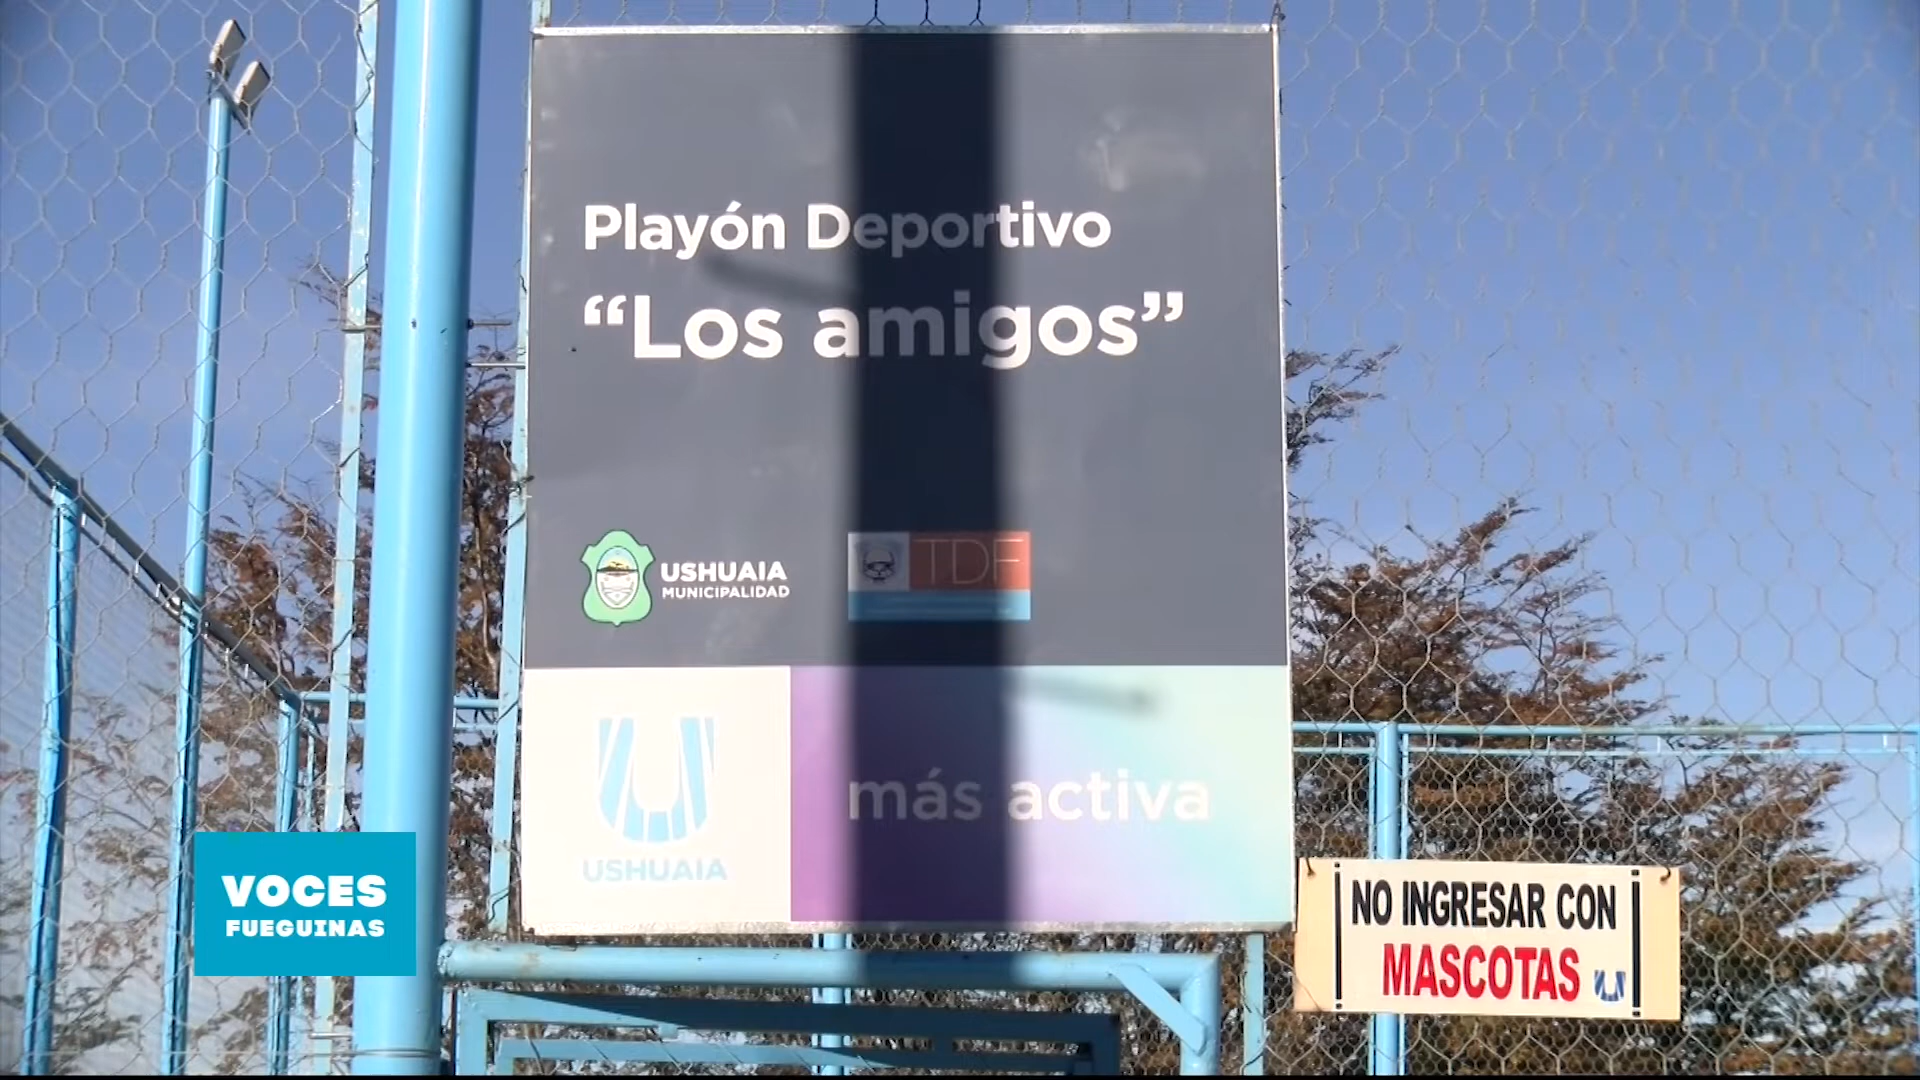 Playón Deportivo
“Los amigos”
USHUAIA
MUNICIPALIDAD
TDF
USHUAIA
más activa
NO INGRESAR CON
MASCOTAS
VOCES
FUEGUINAS